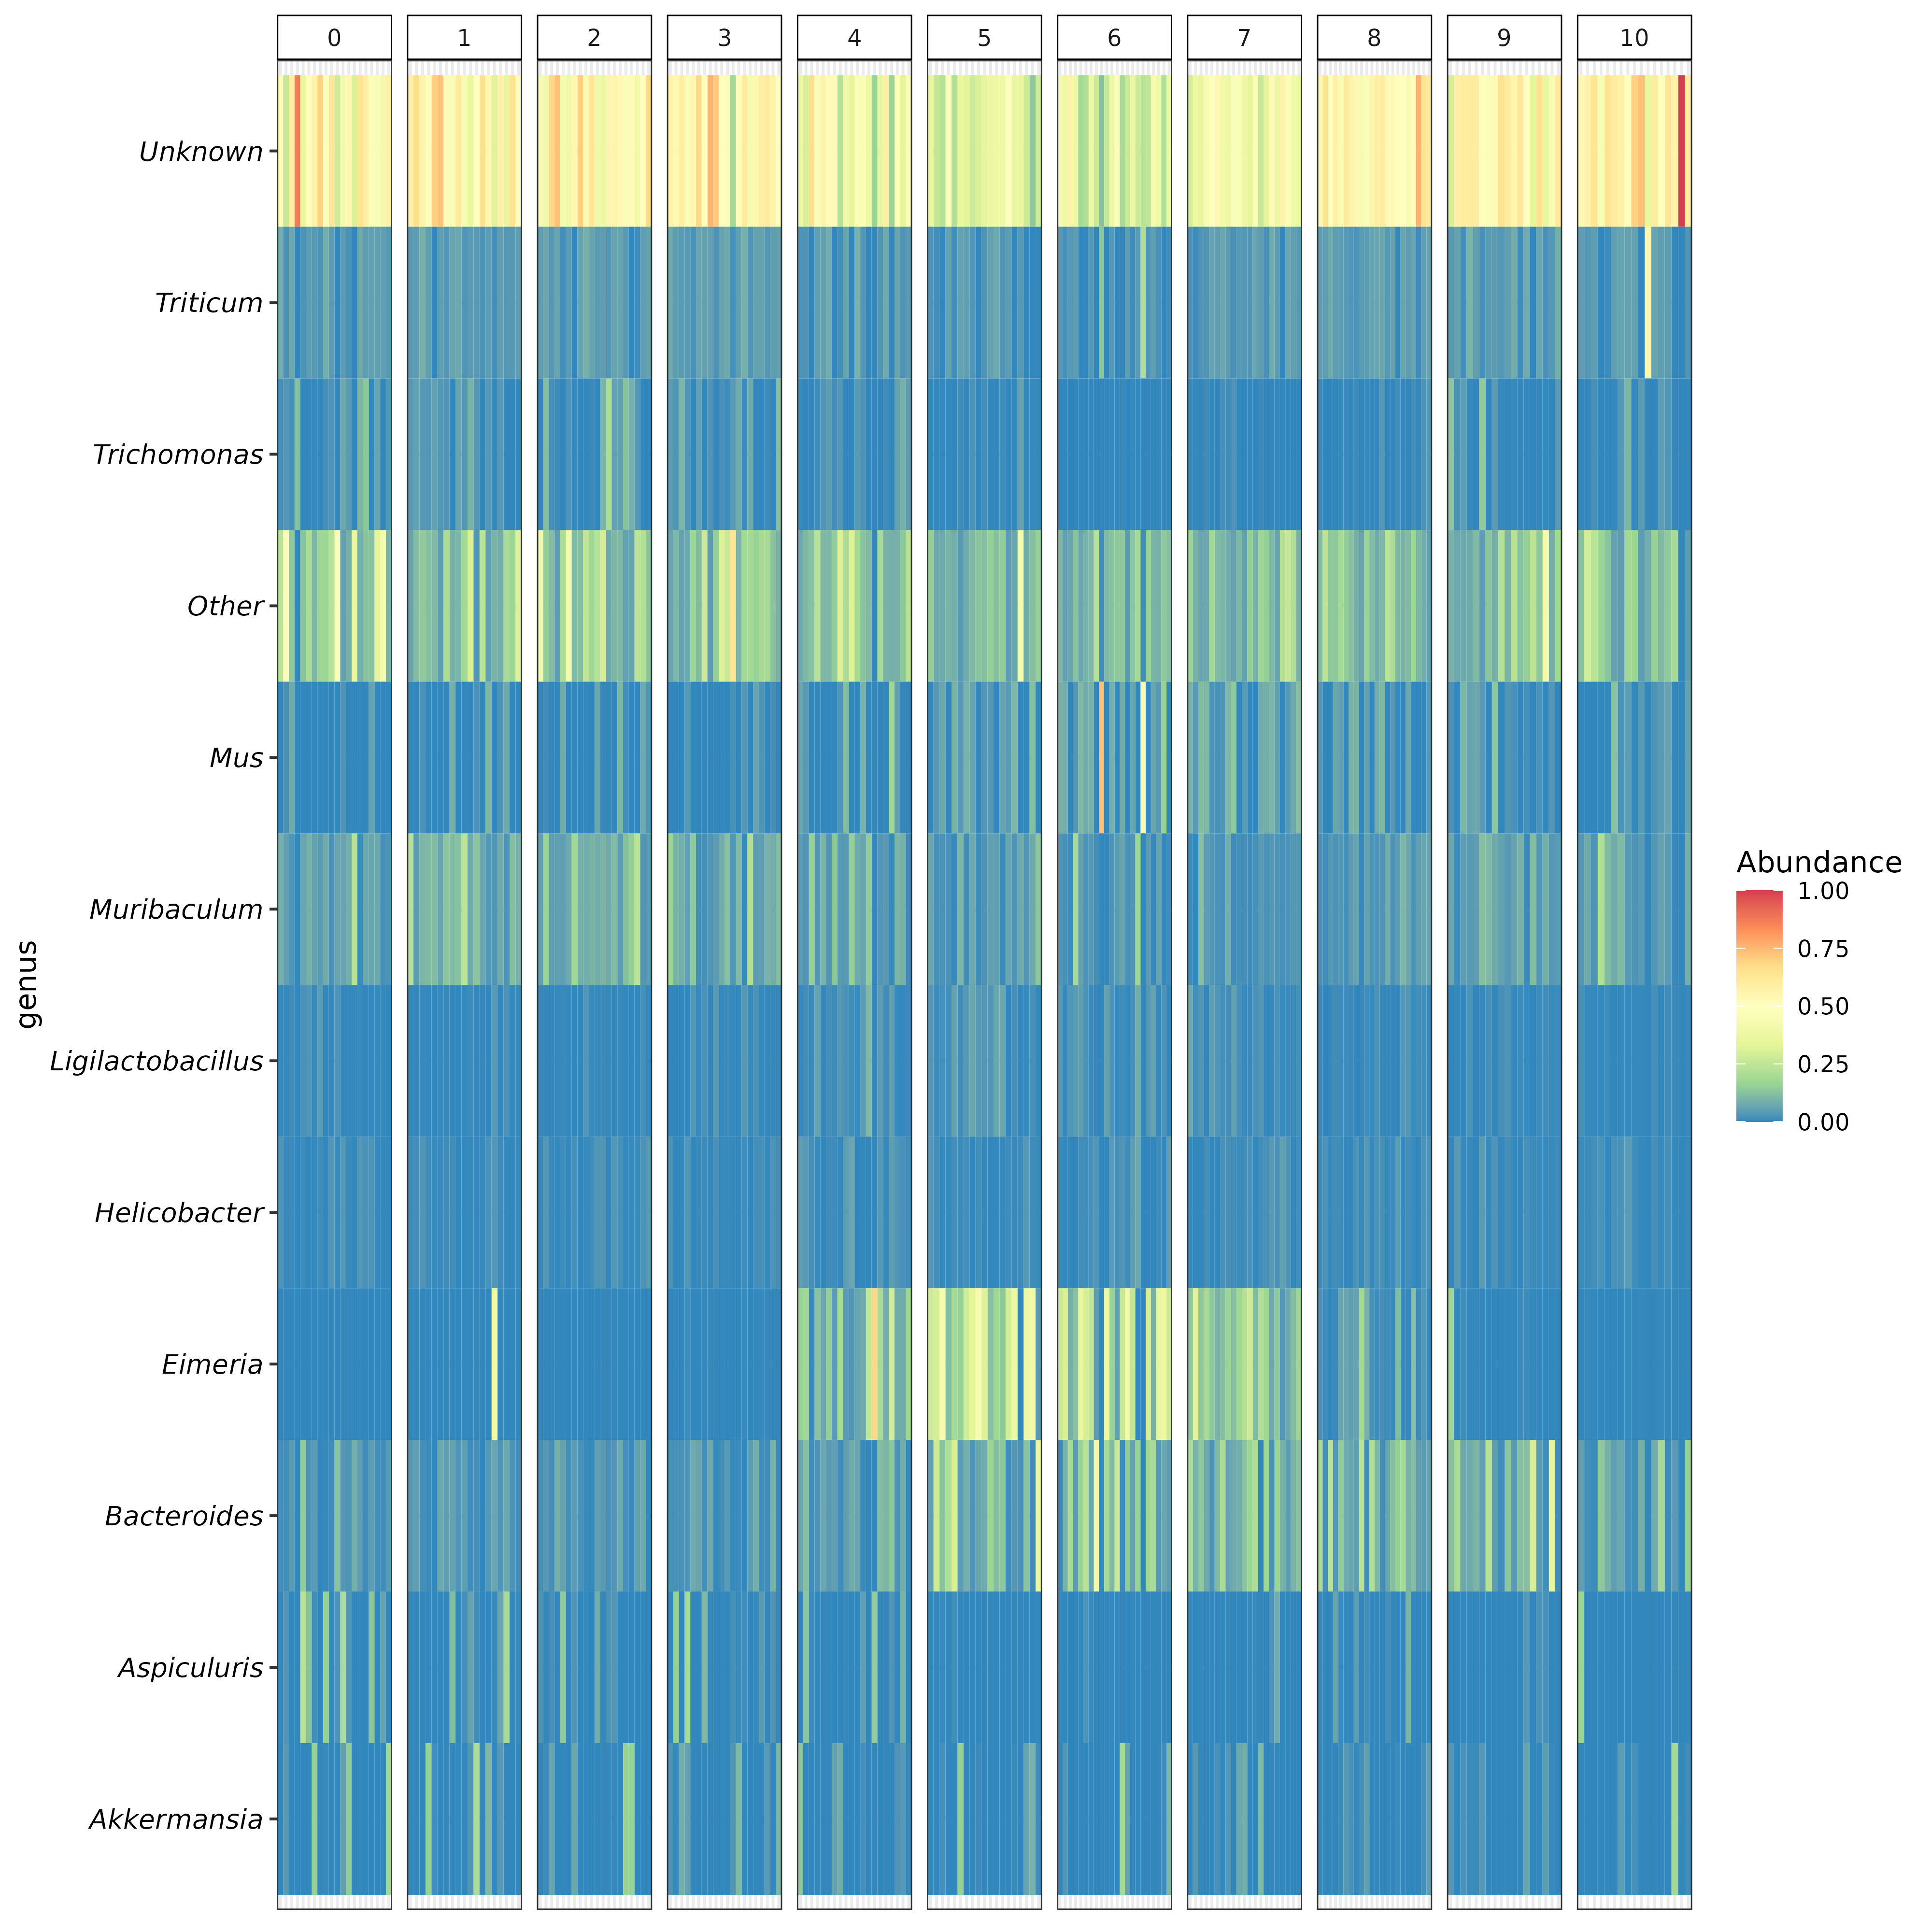 0 1 2 3 4 5 6 7 8 9 10
Unknown
Triticum
Trichomonas
Other
Mus
Muribaculum
Ligilactobacillus
Helicobacter
Eimeria
Bacteroides
Aspiculuris
Akkermansia
genus
Abundance
1.00
0.75
0.50
0.25
0.00